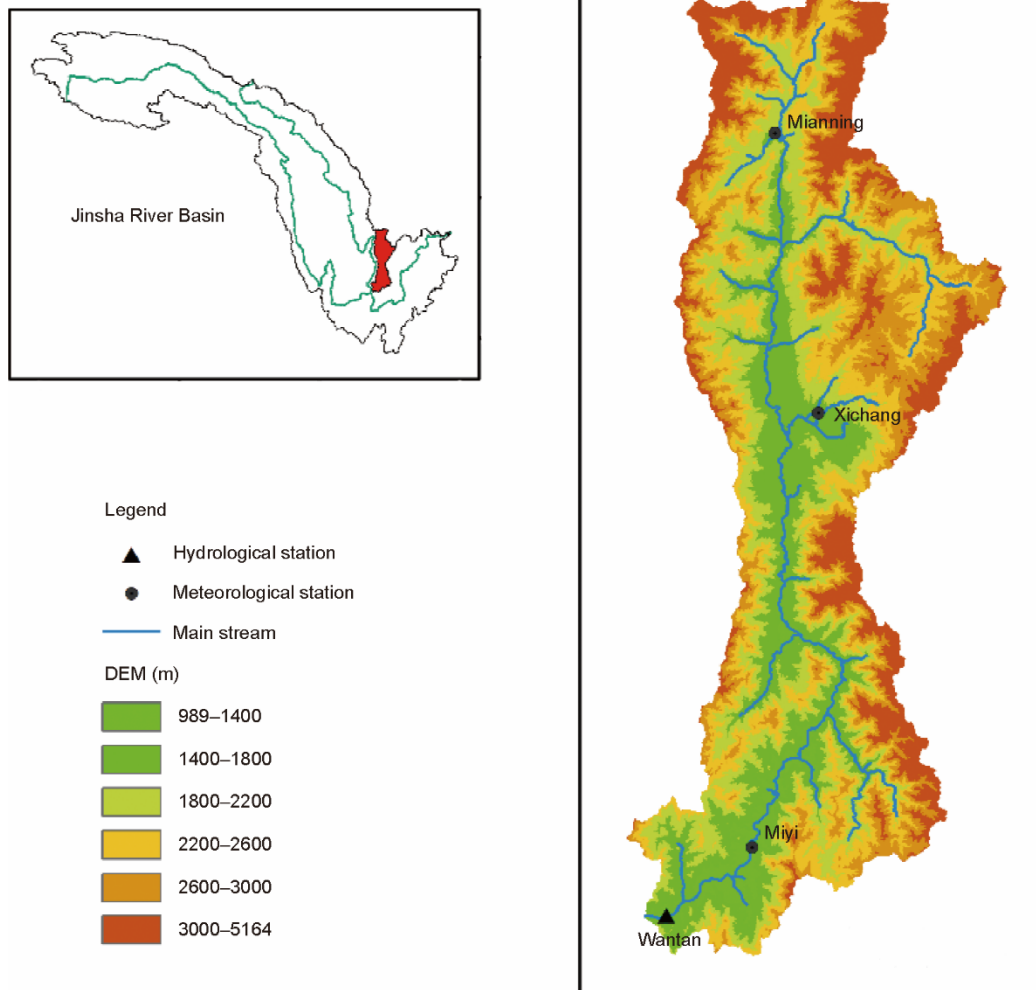 Jinsha River Basin
Legend
Hydrological station
Meteorological station
Main stream
DEM (m)
989–1400
1400–1800
1800–2200
2200–2600
2600–3000
3000–5164
Mianning
Xichang
Miyi
Wantan